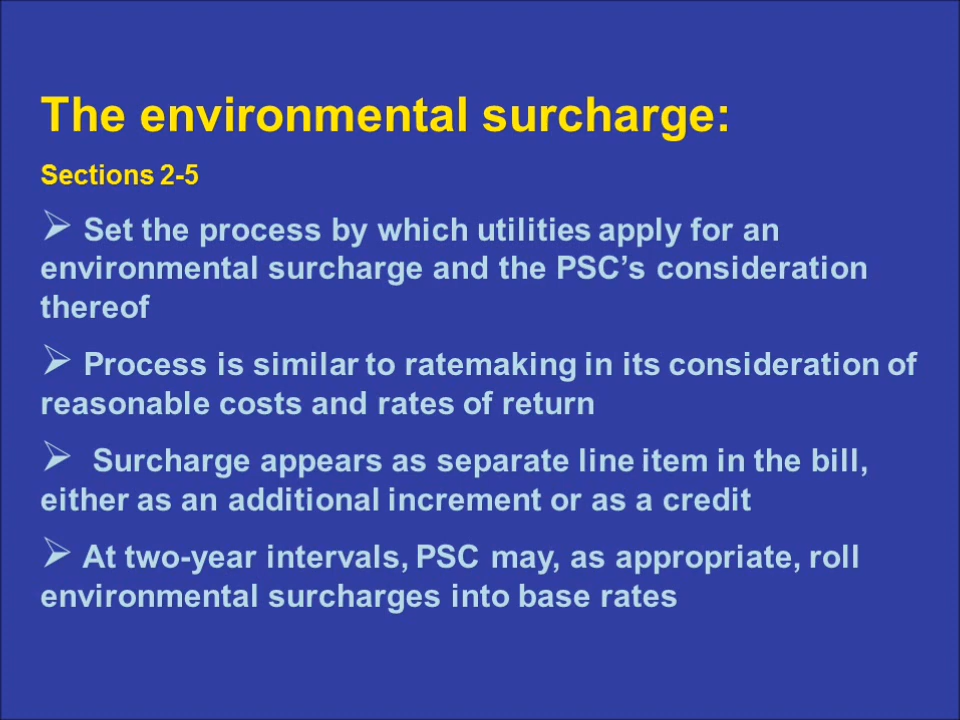 The environmental surcharge:
Sections 2-5
➢ Set the process by which utilities apply for an
environmental surcharge and the PSC’s consideration
thereof
➢ Process is similar to ratemaking in its consideration of
reasonable costs and rates of return
➢ Surcharge appears as separate line item in the bill,
either as an additional increment or as a credit
➢ At two-year intervals, PSC may, as appropriate, roll
environmental surcharges into base rates